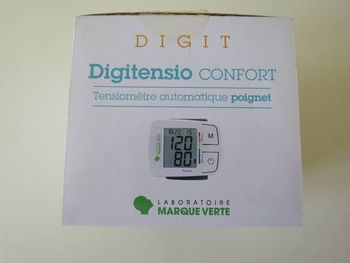 DIGIT
Digitensio CONFORT
Tensiomètre automatique poignet
M
120
80
LABORATOIRE
MARQUE VERTE